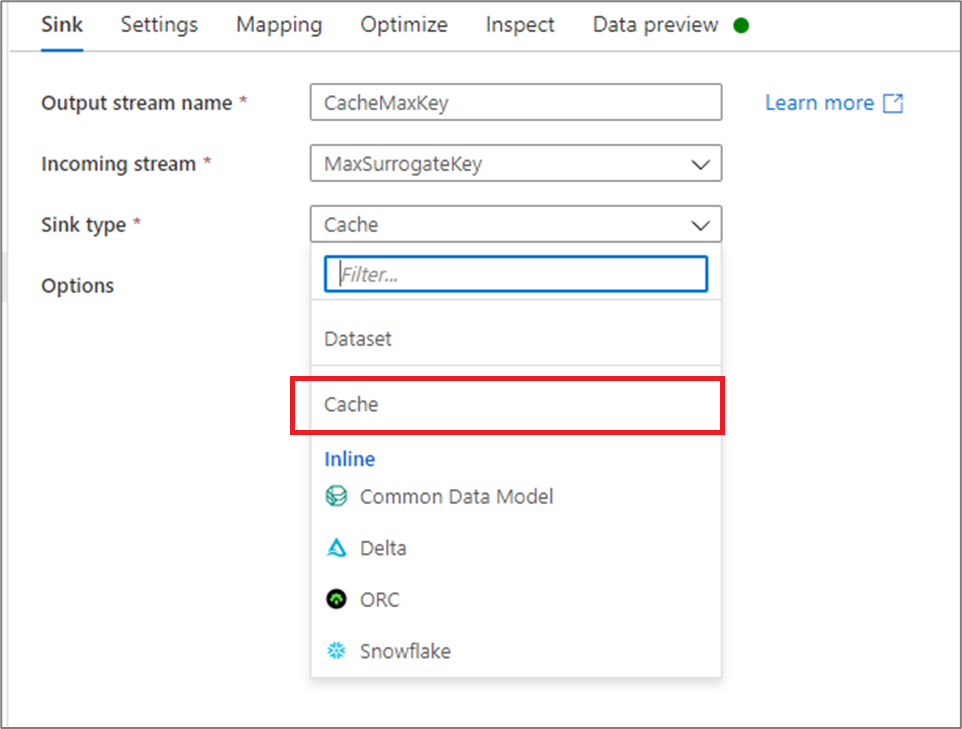 Sink Settings Mapping Optimize Inspect Data preview
Output stream name * CacheMaxKey Learn more
Incoming stream * MaxSurrogateKey
Sink type * Cache
Filter...
Options
Dataset
Cache
Inline
Common Data Model
Delta
ORC
Snowflake